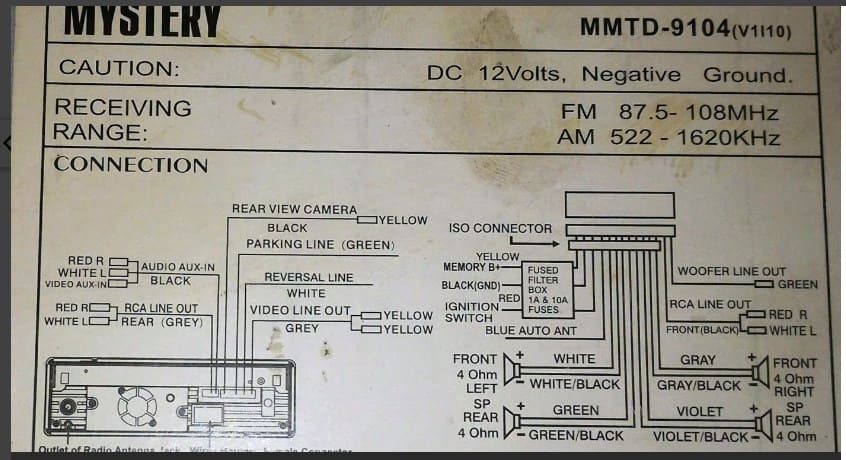 MYSTERY
MMTD-9104(V1I10)
CAUTION:
DC 12Volts, Negative Ground.
RECEIVING
RANGE:
FM 87.5- 108MHz
AM 522 - 1620KHz
CONNECTION
REAR VIEW CAMERA
BLACK
YELLOW
PARKING LINE (GREEN)
RED R
WHITE L
VIDEO AUX-IN
AUDIO AUX-IN
BLACK
REVERSAL LINE
WHITE
RED R
WHITE L
RCA LINE OUT
REAR (GREY)
VIDEO LINE OUT
GREY
YELLOW
YELLOW
Outlet of Radio Antenna Jack
ISO CONNECTOR
YELLOW
MEMORY B+
BLACK(GND)
RED
IGNITION
SWITCH
FUSED
FILTER
BOX
1A & 10A
FUSES
BLUE AUTO ANT
WOOFER LINE OUT
GREEN
RCA LINE OUT
FRONT(BLACK)
RED R
WHITE L
FRONT
4 Ohm
LEFT
SP
REAR
4 Ohm
+ WHITE
- WHITE/BLACK
+ GREEN
- GREEN/BLACK
GRAY +
GRAY/BLACK -
VIOLET +
VIOLET/BLACK -
FRONT
4 Ohm
RIGHT
SP
REAR
4 Ohm